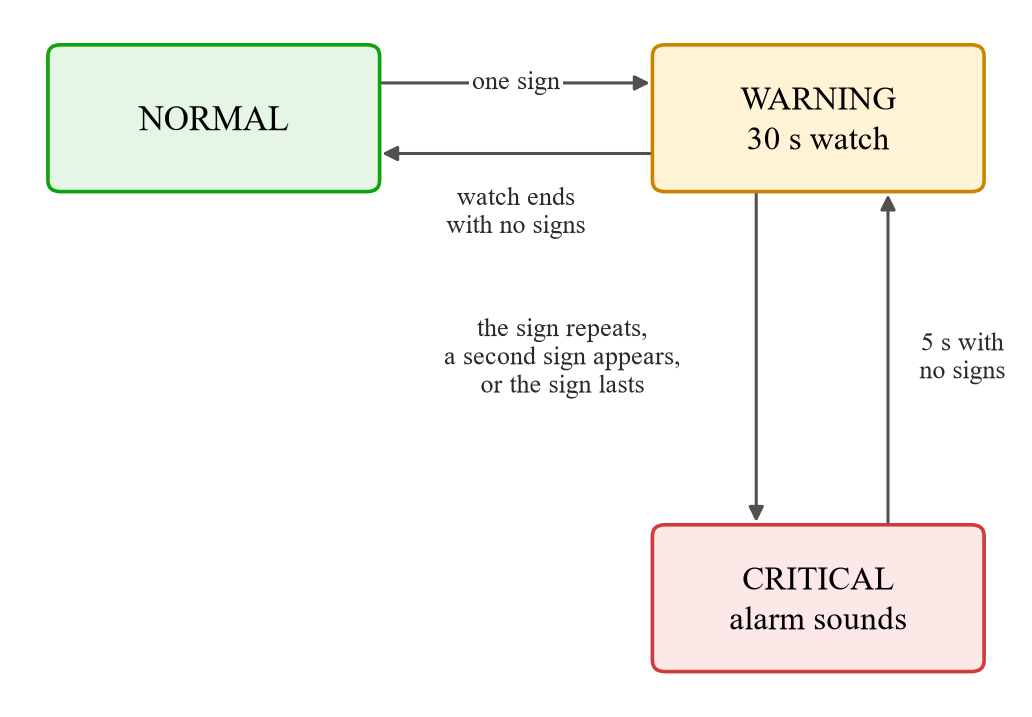 NORMAL
one sign
WARNING
30 s watch
watch ends
with no signs
the sign repeats,
a second sign appears,
or the sign lasts
5 s with
no signs
CRITICAL
alarm sounds